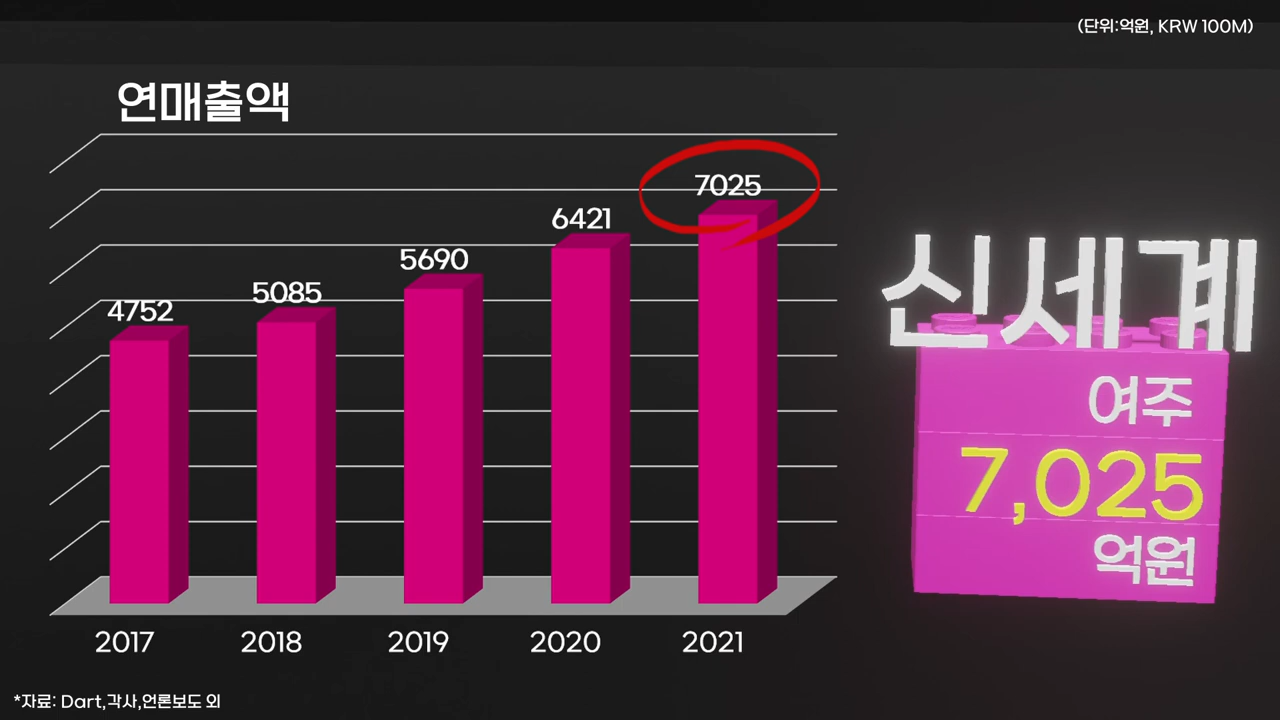 (단위:억원, KRW 100M)
연매출액
4752
5085
5690
6421
7025
2017
2018
2019
2020
2021
신세계
여주
7,025
억원
*자료: Dart,각사,언론보도 외